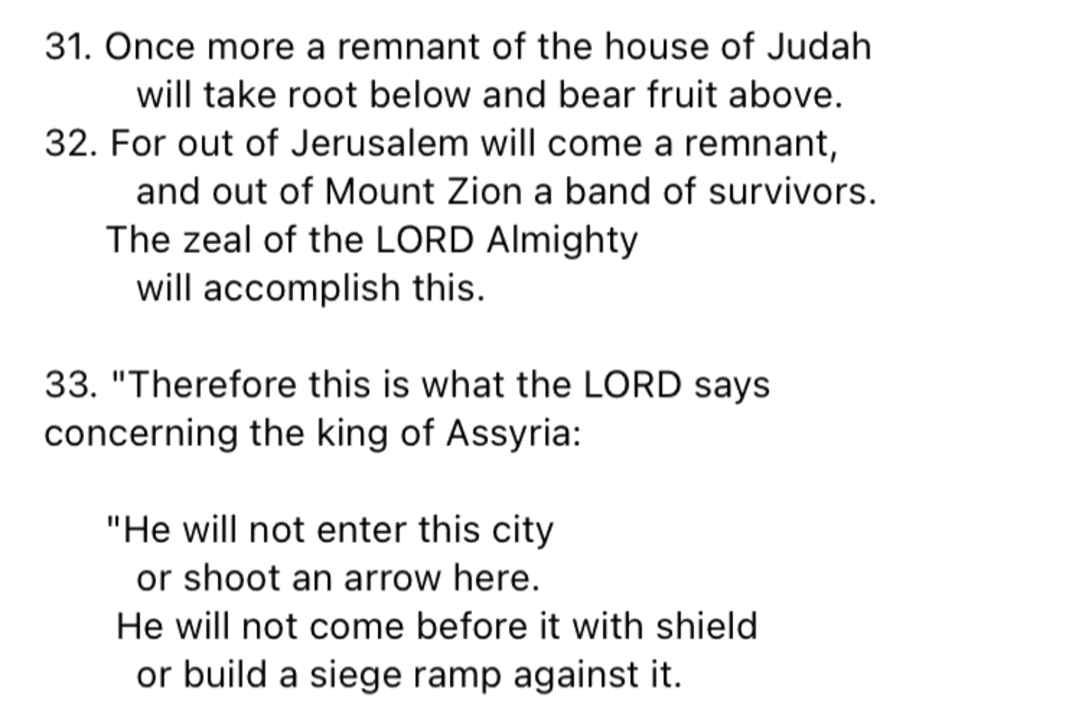 31. Once more a remnant of the house of Judah
will take root below and bear fruit above.
32. For out of Jerusalem will come a remnant,
and out of Mount Zion a band of survivors.
The zeal of the LORD Almighty
will accomplish this.
33. "Therefore this is what the LORD says
concerning the king of Assyria:
"He will not enter this city
or shoot an arrow here.
He will not come before it with shield
or build a siege ramp against it.